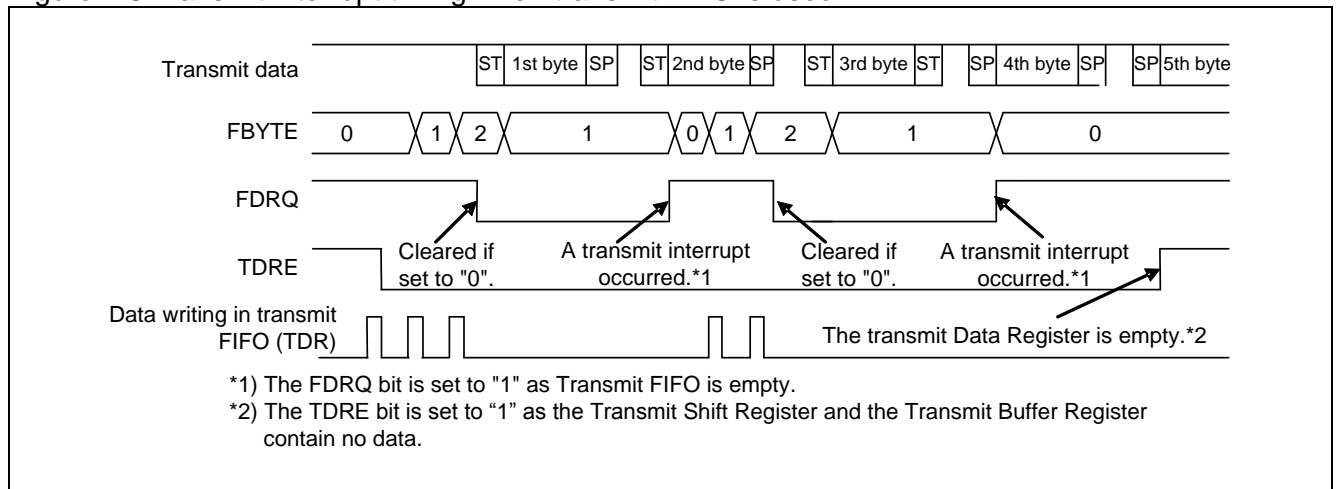 Transmit data
ST 1st byte SP ST 2nd byte SP ST 3rd byte ST SP 4th byte SP SP 5th byte
FBYTE 0 1 2 1 0 1 2 1 0
FDRQ
Cleared if set to "0".
A transmit interrupt occurred.*1
Cleared if set to "0".
A transmit interrupt occurred.*1
TDRE
Data writing in transmit
FIFO (TDR)
The transmit Data Register is empty.*2
*1) The FDRQ bit is set to "1" as Transmit FIFO is empty.
*2) The TDRE bit is set to “1” as the Transmit Shift Register and the Transmit Buffer Register
contain no data.